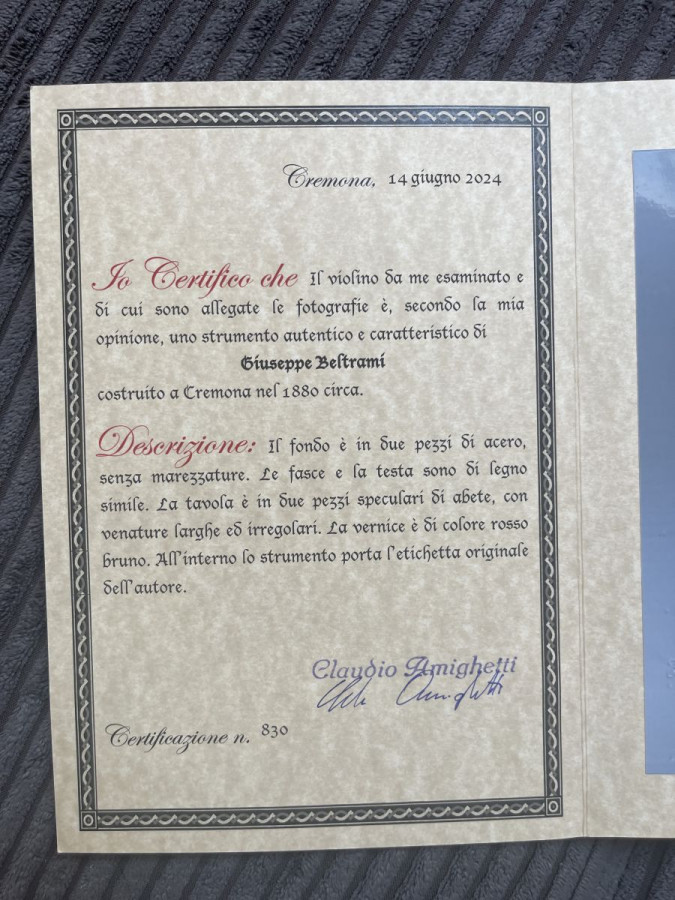 Cremona, 14 giugno 2024
Io Certifico che Il violino da me esaminato e
di cui sono allegate le fotografie è, secondo la mia
opinione, uno strumento autentico e caratteristico di
Giuseppe Beltrami
costruito a Cremona nel 1880 circa.
Descrizione: Il fondo è in due pezzi di acero,
senza marezzature. Le fasce e la testa sono di legno
simile. La tavola è in due pezzi speculari di abete, con
venature larghe ed irregolari. La vernice è di colore rosso
bruno. All'interno lo strumento porta l'etichetta originale
dell'autore.
Claudio Amighetti
Certificazione n. 830